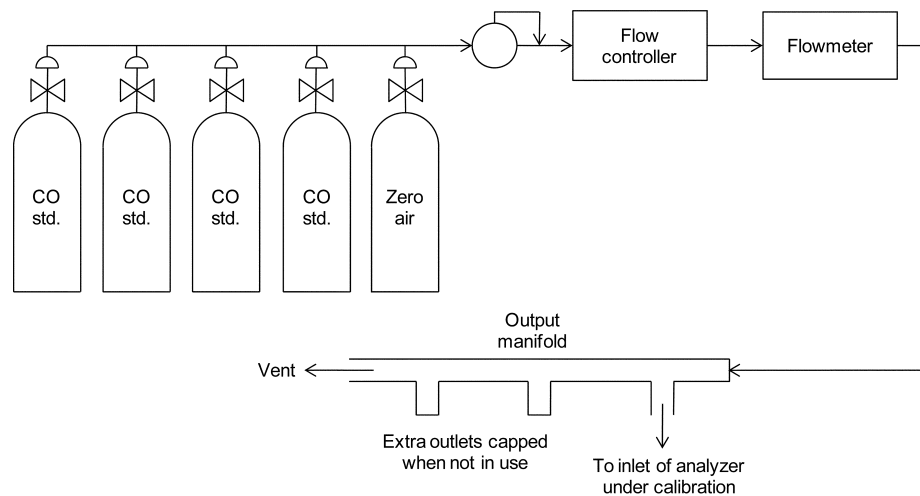 Flow
controller
Flowmeter
CO
std.
CO
std.
CO
std.
CO
std.
Zero
air
Output
manifold
Vent
Extra outlets capped
when not in use
To inlet of analyzer
under calibration